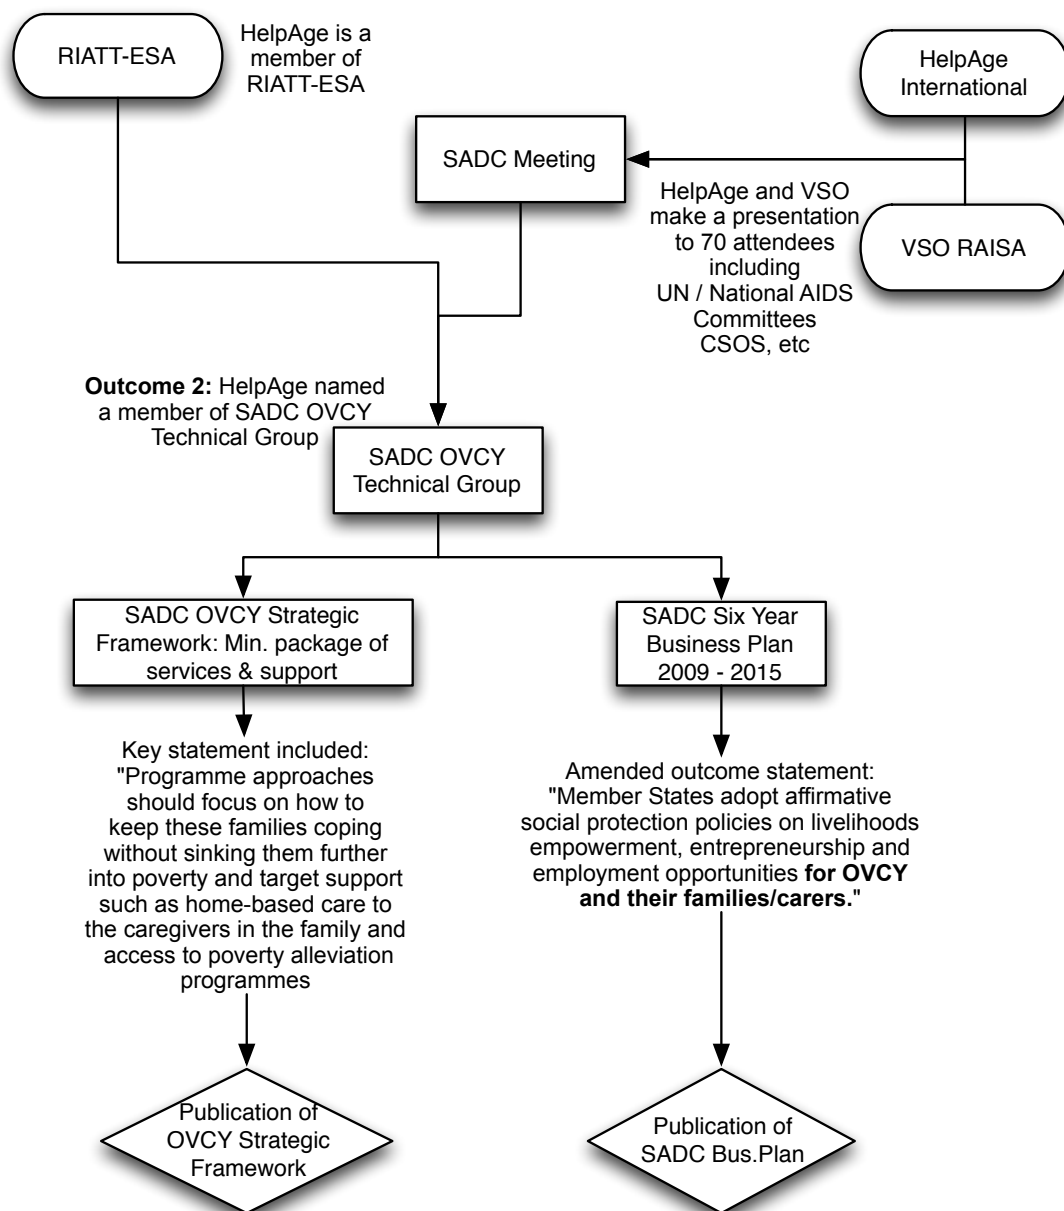 RIATT-ESA
HelpAge is a
member of
RIATT-ESA
HelpAge
International
SADC Meeting
HelpAge and VSO
make a presentation
to 70 attendees
including
UN / National AIDS
Committees
CSOS, etc
VSO RAISA
Outcome 2: HelpAge named
a member of SADC OVCY
Technical Group
SADC OVCY
Technical Group
SADC OVCY Strategic
Framework: Min. package of
services & support
SADC Six Year
Business Plan
2009 - 2015
Key statement included:
"Programme approaches
should focus on how to
keep these families coping
without sinking them further
into poverty and target support
such as home-based care to
the caregivers in the family and
access to poverty alleviation
programmes
Amended outcome statement:
"Member States adopt affirmative
social protection policies on livelihoods
empowerment, entrepreneurship and
employment opportunities for OVCY
and their families/carers."
Publication of
OVCY Strategic
Framework
Publication of
SADC Bus.Plan